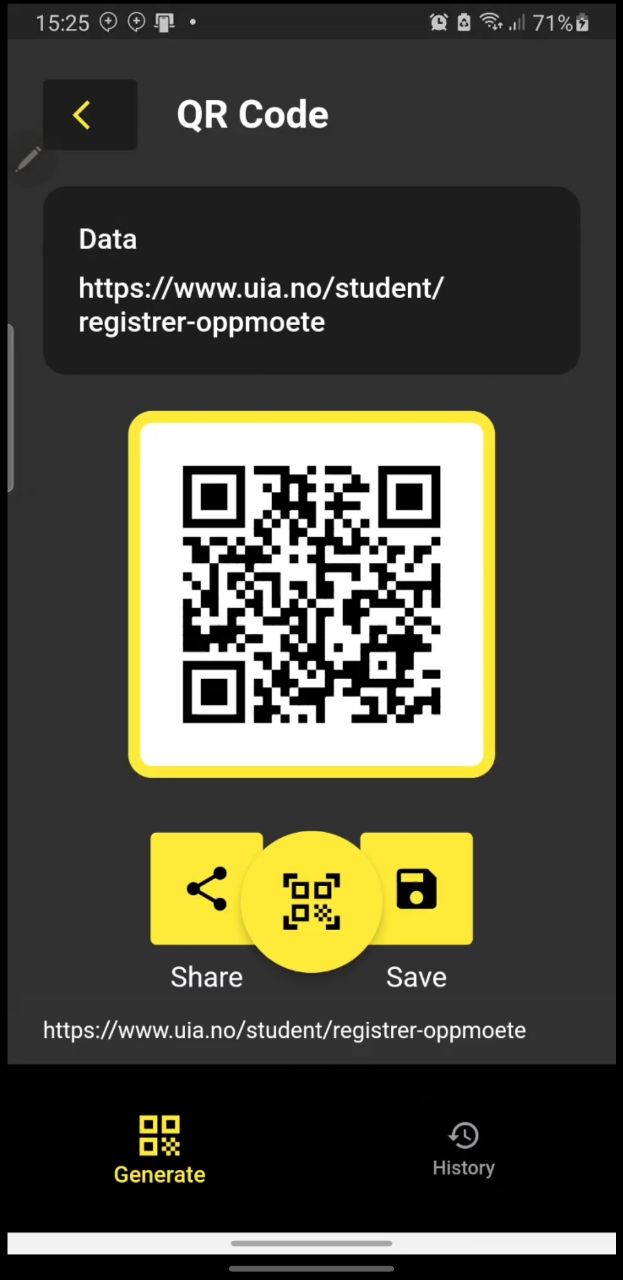 15:25
71%
QR Code
Data
https://www.uia.no/student/
registrer-oppmoete
Share
Save
https://www.uia.no/student/registrer-oppmoete
Generate
History